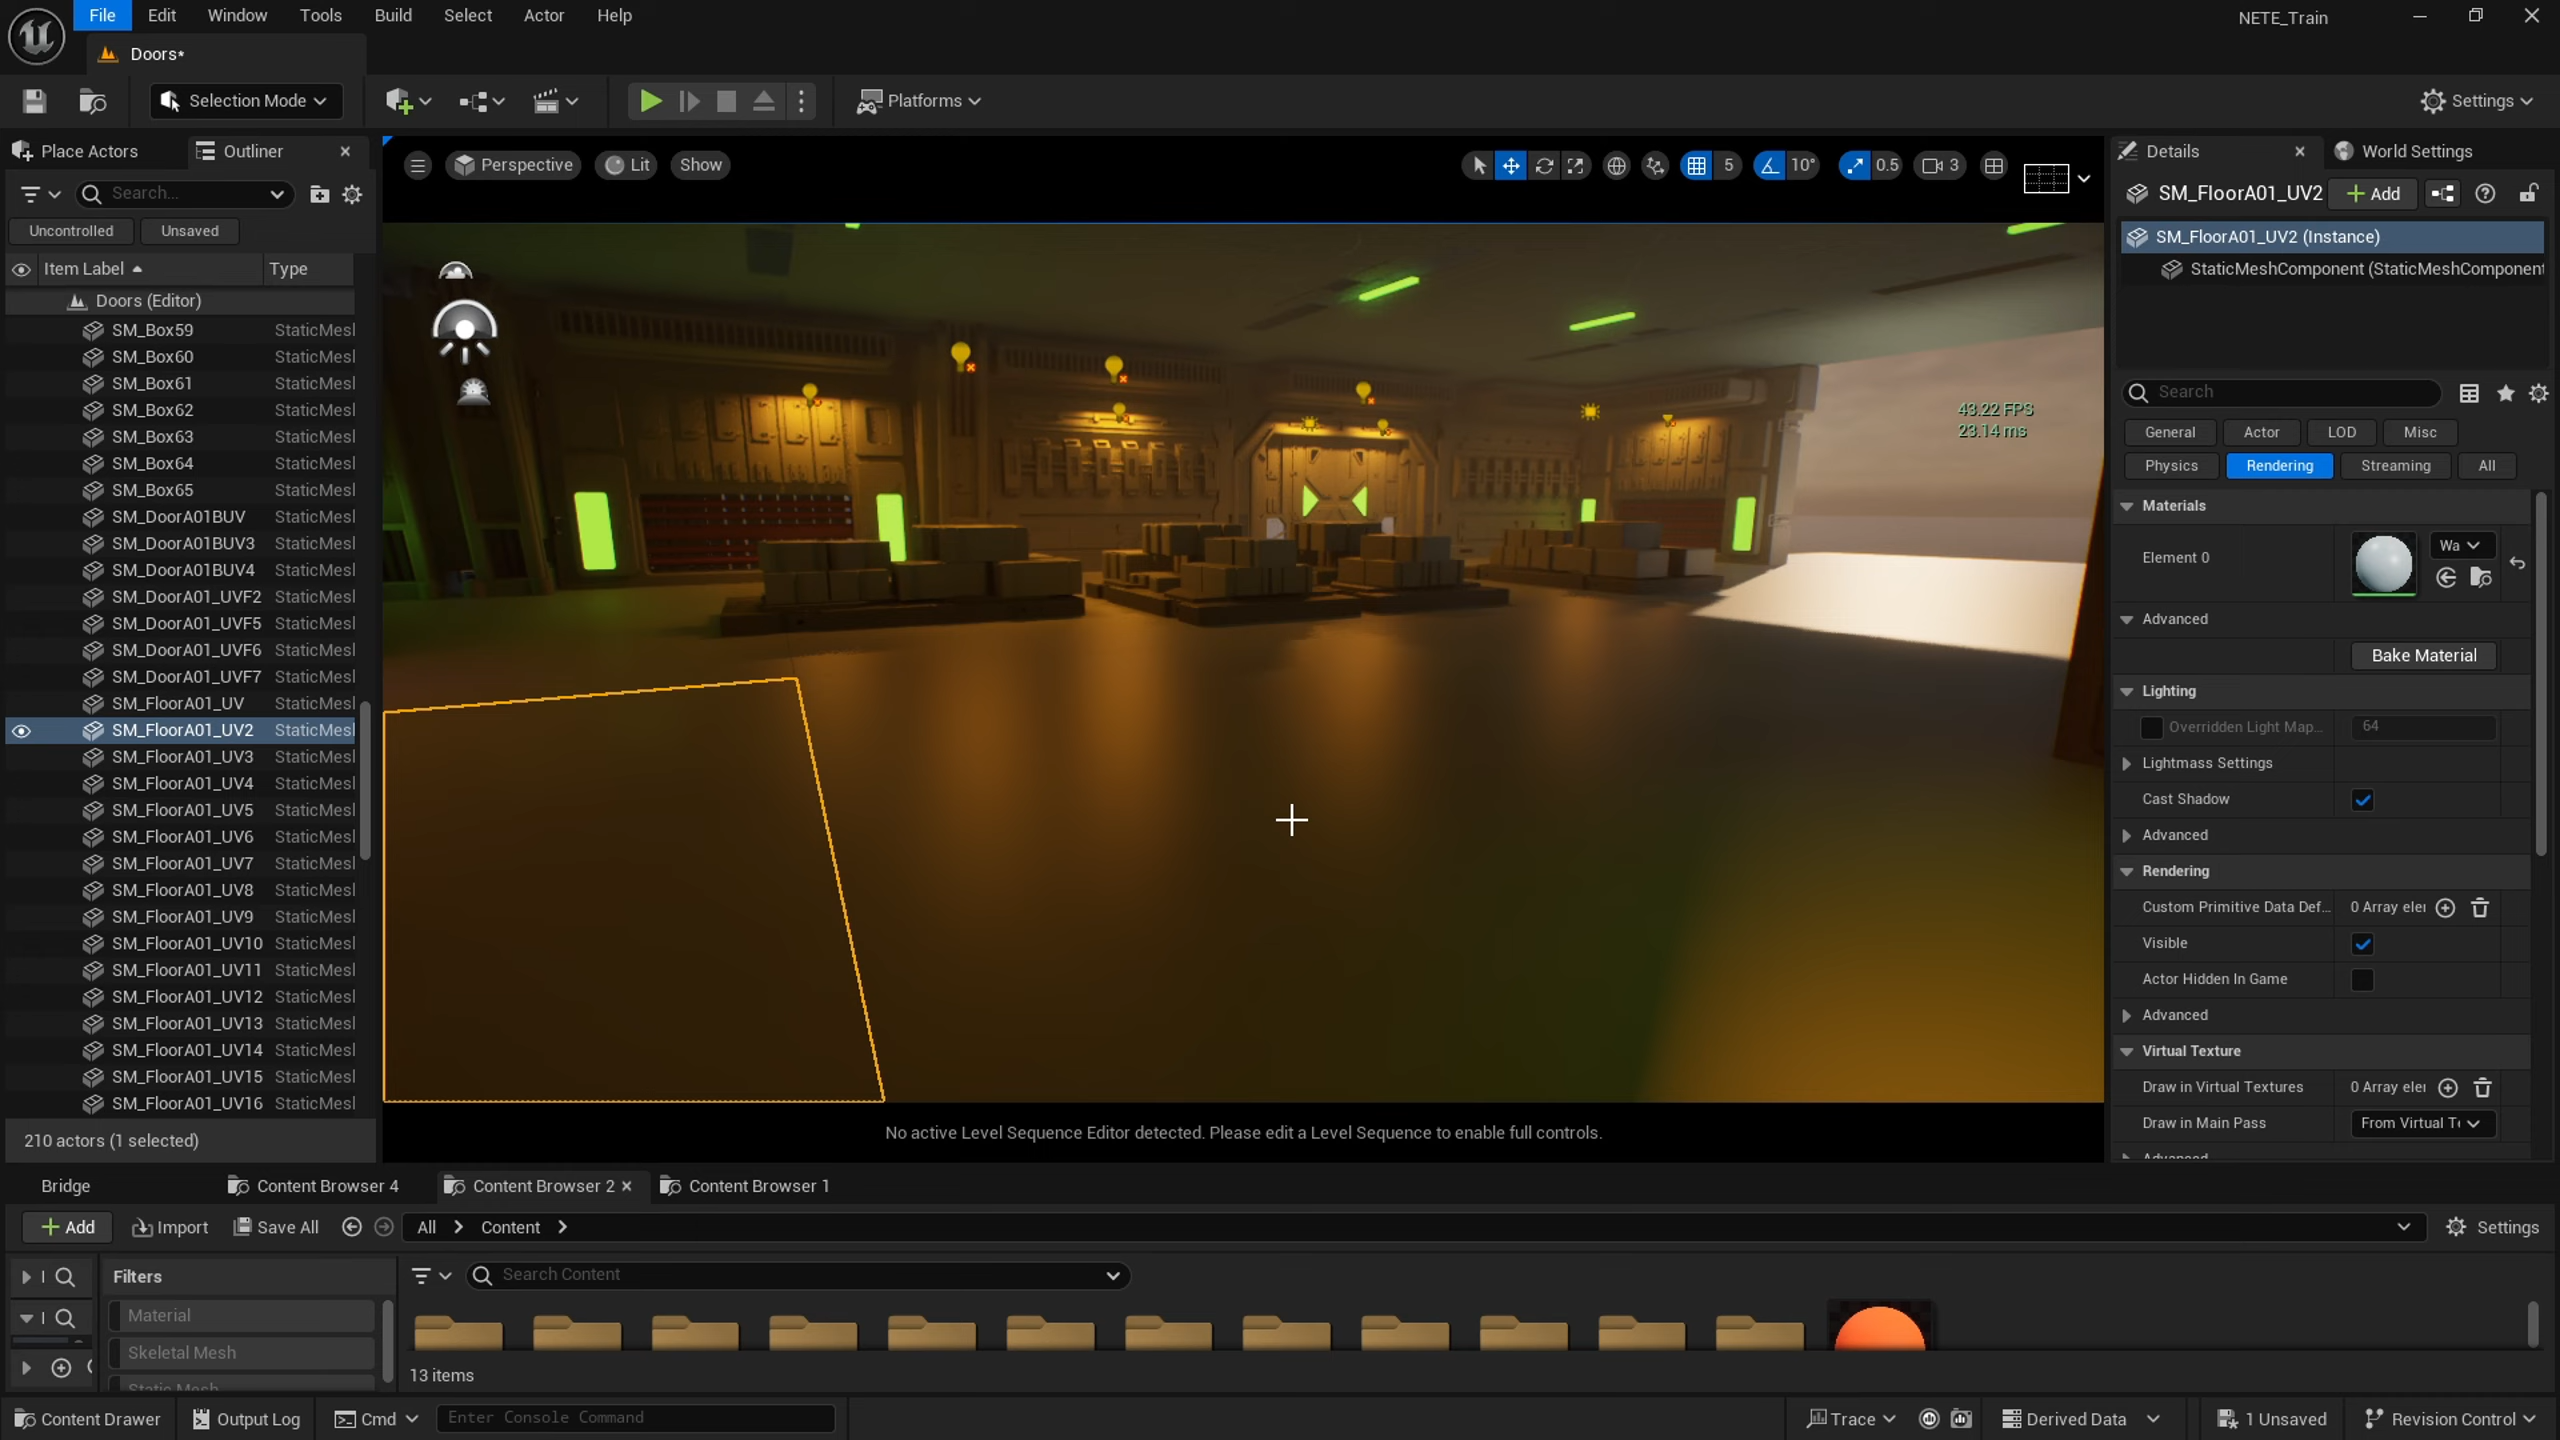 File Edit Window Tools Build Select Actor Help
NETE_Train
Doors*
Selection Mode
Platforms
Settings
Place Actors
Outliner
Search...
Uncontrolled
Unsaved
Item Label
Type
Doors (Editor)
SM_Box59 StaticMesl
SM_Box60 StaticMesl
SM_Box61 StaticMesl
SM_Box62 StaticMesl
SM_Box63 StaticMesl
SM_Box64 StaticMesl
SM_Box65 StaticMesl
SM_DoorA01BUV StaticMesl
SM_DoorA01BUV3 StaticMesl
SM_DoorA01BUV4 StaticMesl
SM_DoorA01_UVF2 StaticMesl
SM_DoorA01_UVF5 StaticMesl
SM_DoorA01_UVF6 StaticMesl
SM_DoorA01_UVF7 StaticMesl
SM_FloorA01_UV StaticMesl
SM_FloorA01_UV2 StaticMesl
SM_FloorA01_UV3 StaticMesl
SM_FloorA01_UV4 StaticMesl
SM_FloorA01_UV5 StaticMesl
SM_FloorA01_UV6 StaticMesl
SM_FloorA01_UV7 StaticMesl
SM_FloorA01_UV8 StaticMesl
SM_FloorA01_UV9 StaticMesl
SM_FloorA01_UV10 StaticMesl
SM_FloorA01_UV11 StaticMesl
SM_FloorA01_UV12 StaticMesl
SM_FloorA01_UV13 StaticMesl
SM_FloorA01_UV14 StaticMesl
SM_FloorA01_UV15 StaticMesl
SM_FloorA01_UV16 StaticMesl
210 actors (1 selected)
Perspective
Lit
Show
5
10°
0.5
3
43.22 FPS
23.14 ms
No active Level Sequence Editor detected. Please edit a Level Sequence to enable full controls.
Details
World Settings
SM_FloorA01_UV2
Add
SM_FloorA01_UV2 (Instance)
StaticMeshComponent (StaticMeshComponent
Search
General Actor LOD Misc
Physics Rendering Streaming All
Materials
Element 0
Wa
Advanced
Bake Material
Lighting
Overridden Light Map... 64
Lightmass Settings
Cast Shadow
Advanced
Rendering
Custom Primitive Data Def... 0 Array eler
Visible
Actor Hidden In Game
Advanced
Virtual Texture
Draw in Virtual Textures 0 Array eler
Draw in Main Pass From Virtual Te
Advanced
Bridge
Content Browser 4
Content Browser 2
Content Browser 1
Add
Import
Save All
All
Content
Settings
Filters
Material
Skeletal Mesh
Static Mesh
Search Content
13 items
Content Drawer
Output Log
Cmd
Enter Console Command
Trace
Derived Data
1 Unsaved
Revision Control